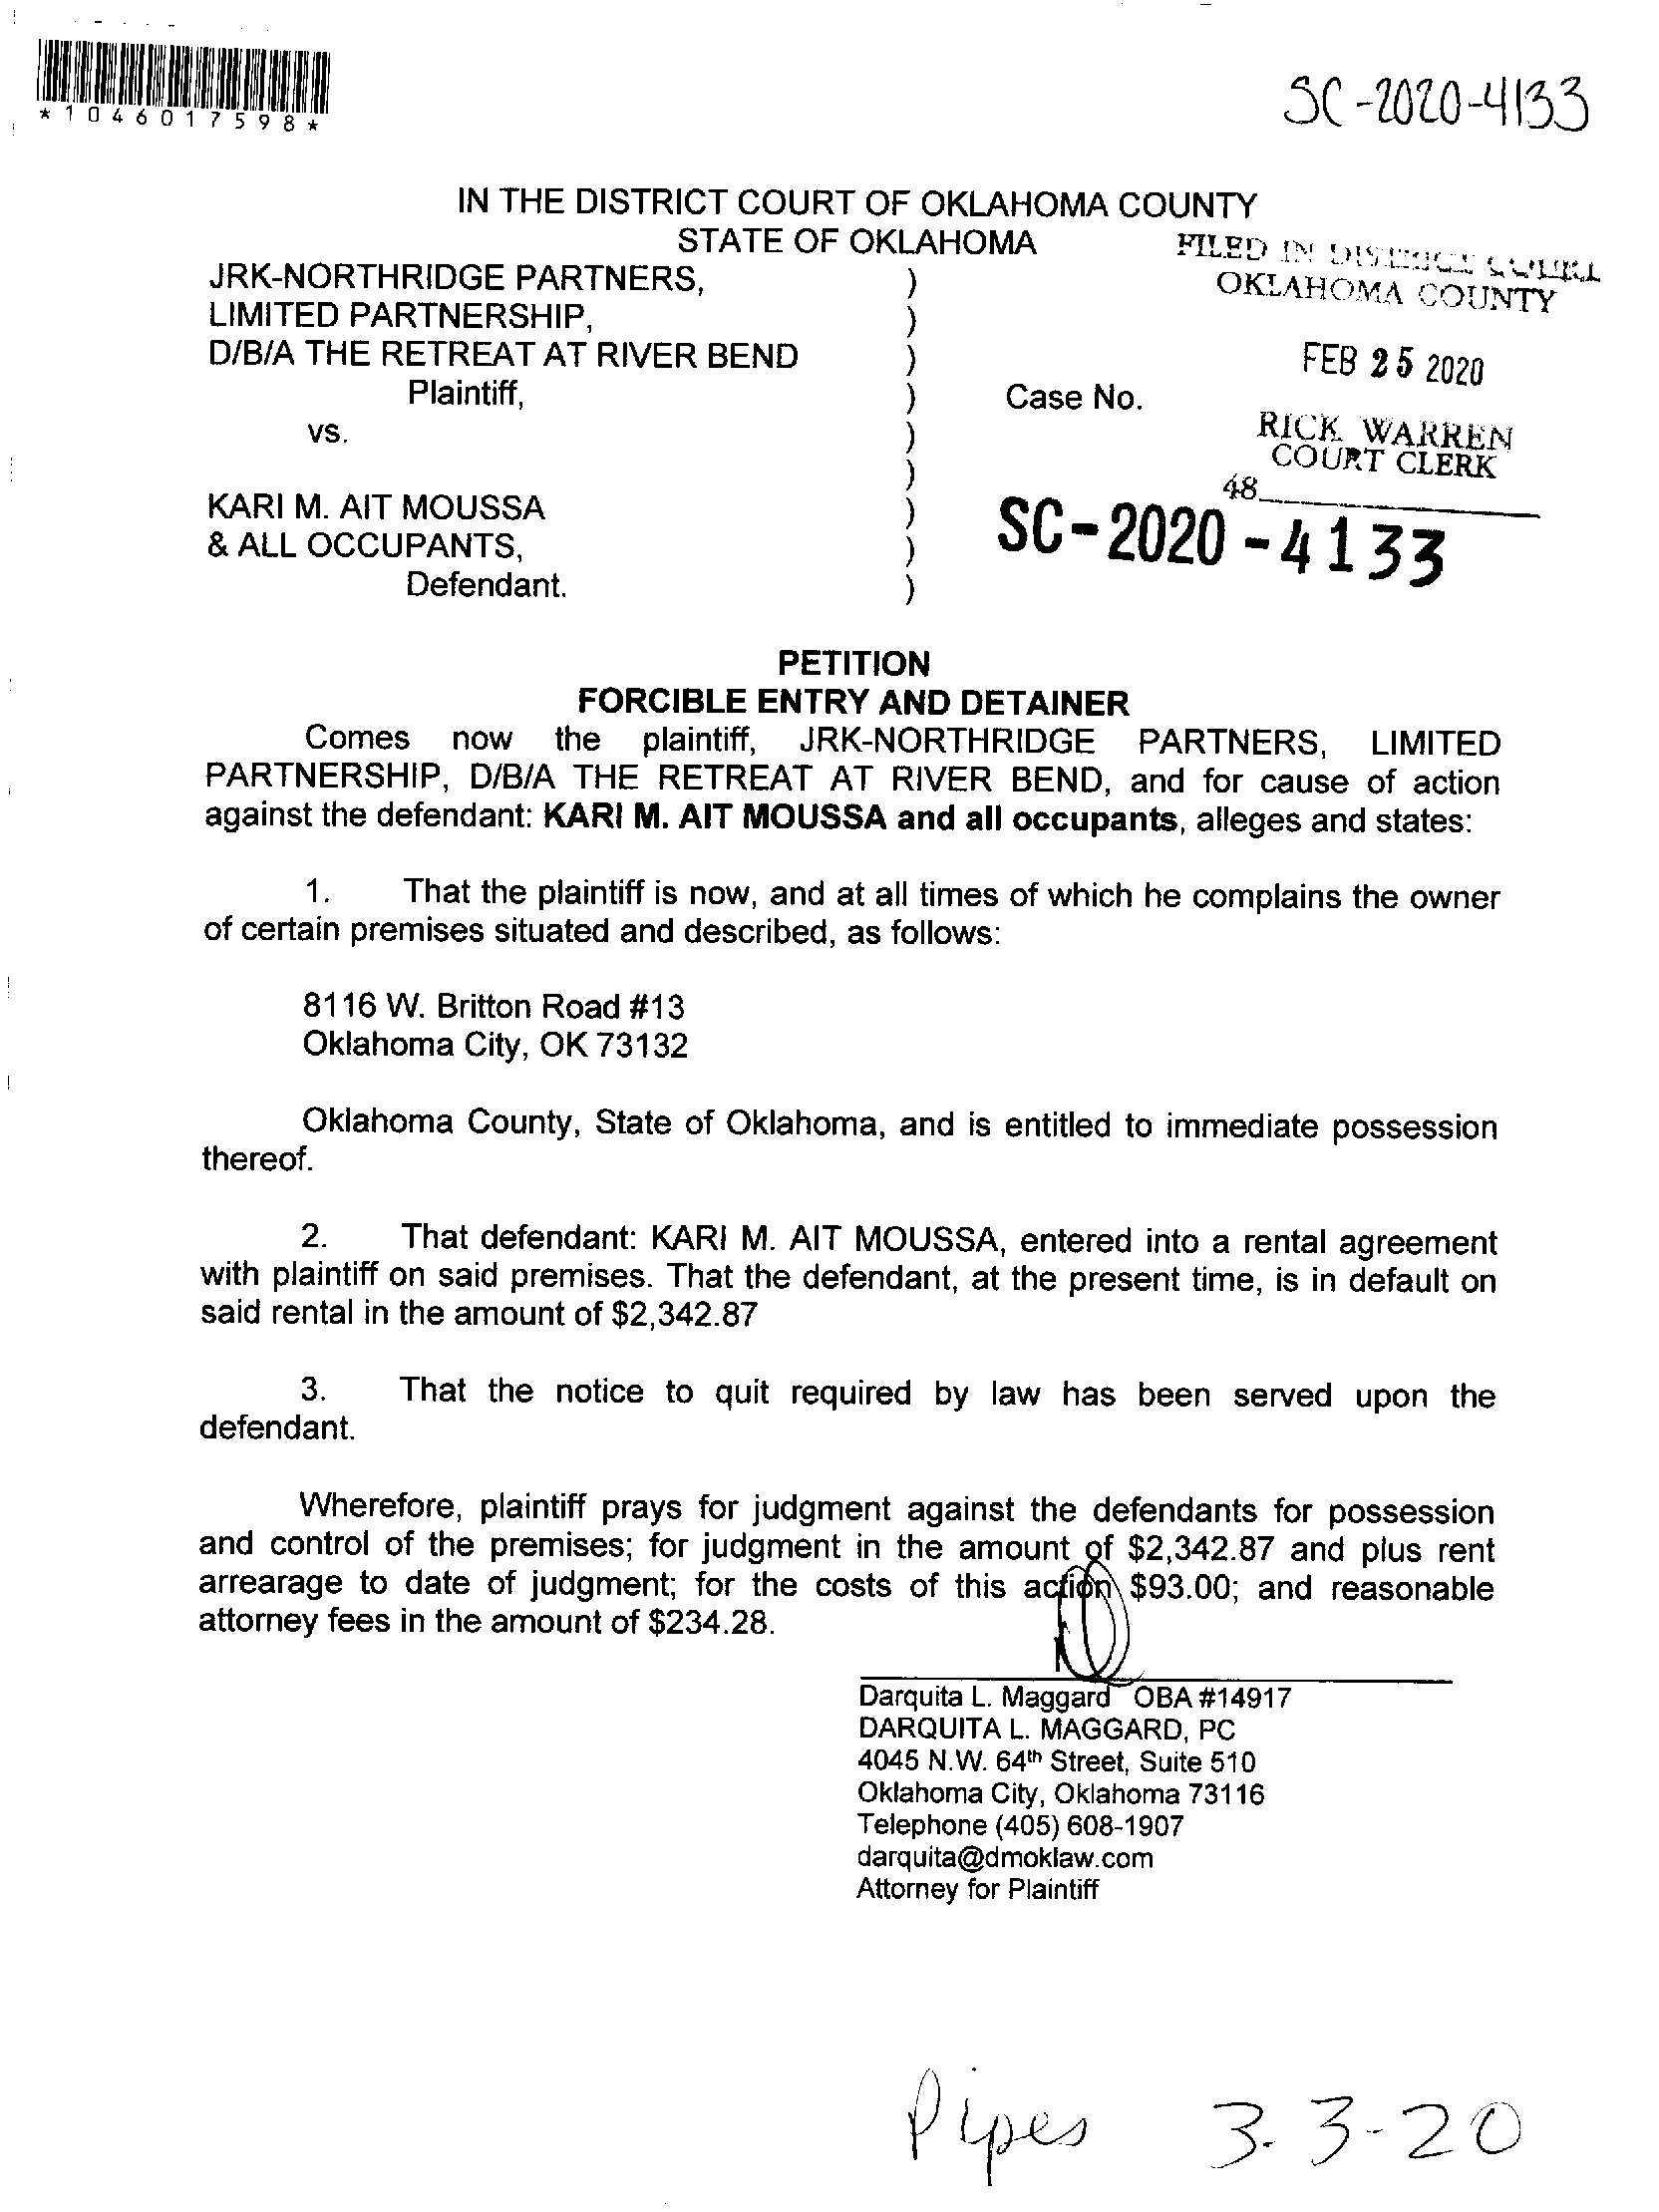 *1046017598*
SC-2020-4133
IN THE DISTRICT COURT OF OKLAHOMA COUNTY
STATE OF OKLAHOMA
FILED IN DISTRICT COURT
OKLAHOMA COUNTY
JRK-NORTHRIDGE PARTNERS, )
LIMITED PARTNERSHIP, )
D/B/A THE RETREAT AT RIVER BEND )
FEB 25 2020
Plaintiff, ) Case No.
vs. )
RICK WARREN
COURT CLERK
)
48
KARI M. AIT MOUSSA )
& ALL OCCUPANTS, )
SC-2020-4133
Defendant. )
PETITION
FORCIBLE ENTRY AND DETAINER
Comes now the plaintiff, JRK-NORTHRIDGE PARTNERS, LIMITED
PARTNERSHIP, D/B/A THE RETREAT AT RIVER BEND, and for cause of action
against the defendant: KARI M. AIT MOUSSA and all occupants, alleges and states:
1. That the plaintiff is now, and at all times of which he complains the owner
of certain premises situated and described, as follows:
8116 W. Britton Road #13
Oklahoma City, OK 73132
Oklahoma County, State of Oklahoma, and is entitled to immediate possession
thereof.
2. That defendant: KARI M. AIT MOUSSA, entered into a rental agreement
with plaintiff on said premises. That the defendant, at the present time, is in default on
said rental in the amount of $2,342.87
3. That the notice to quit required by law has been served upon the
defendant.
Wherefore, plaintiff prays for judgment against the defendants for possession
and control of the premises; for judgment in the amount of $2,342.87 and plus rent
arrearage to date of judgment; for the costs of this action $93.00; and reasonable
attorney fees in the amount of $234.28.
Darquita L. Maggard OBA #14917
DARQUITA L. MAGGARD, PC
4045 N.W. 64th Street, Suite 510
Oklahoma City, Oklahoma 73116
Telephone (405) 608-1907
darquita@dmoklaw.com
Attorney for Plaintiff
Pipes 3-3-20